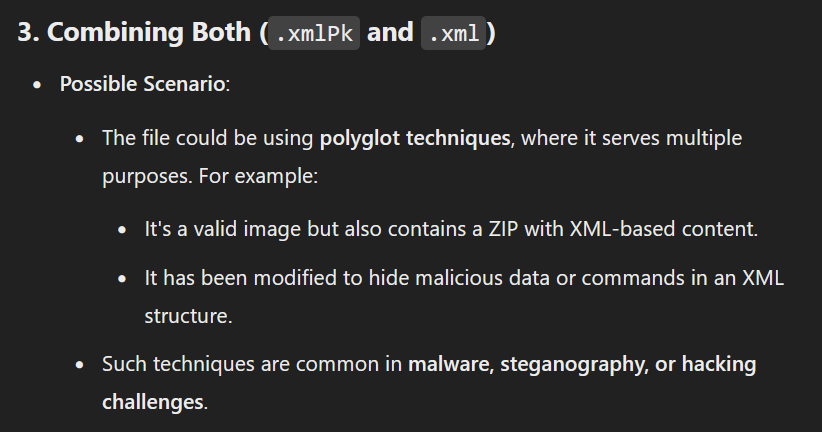 3. Combining Both (.xmlPk and .xml)
• Possible Scenario:
• The file could be using polyglot techniques, where it serves multiple
purposes. For example:
• It's a valid image but also contains a ZIP with XML-based content.
• It has been modified to hide malicious data or commands in an XML
structure.
• Such techniques are common in malware, steganography, or hacking
challenges.